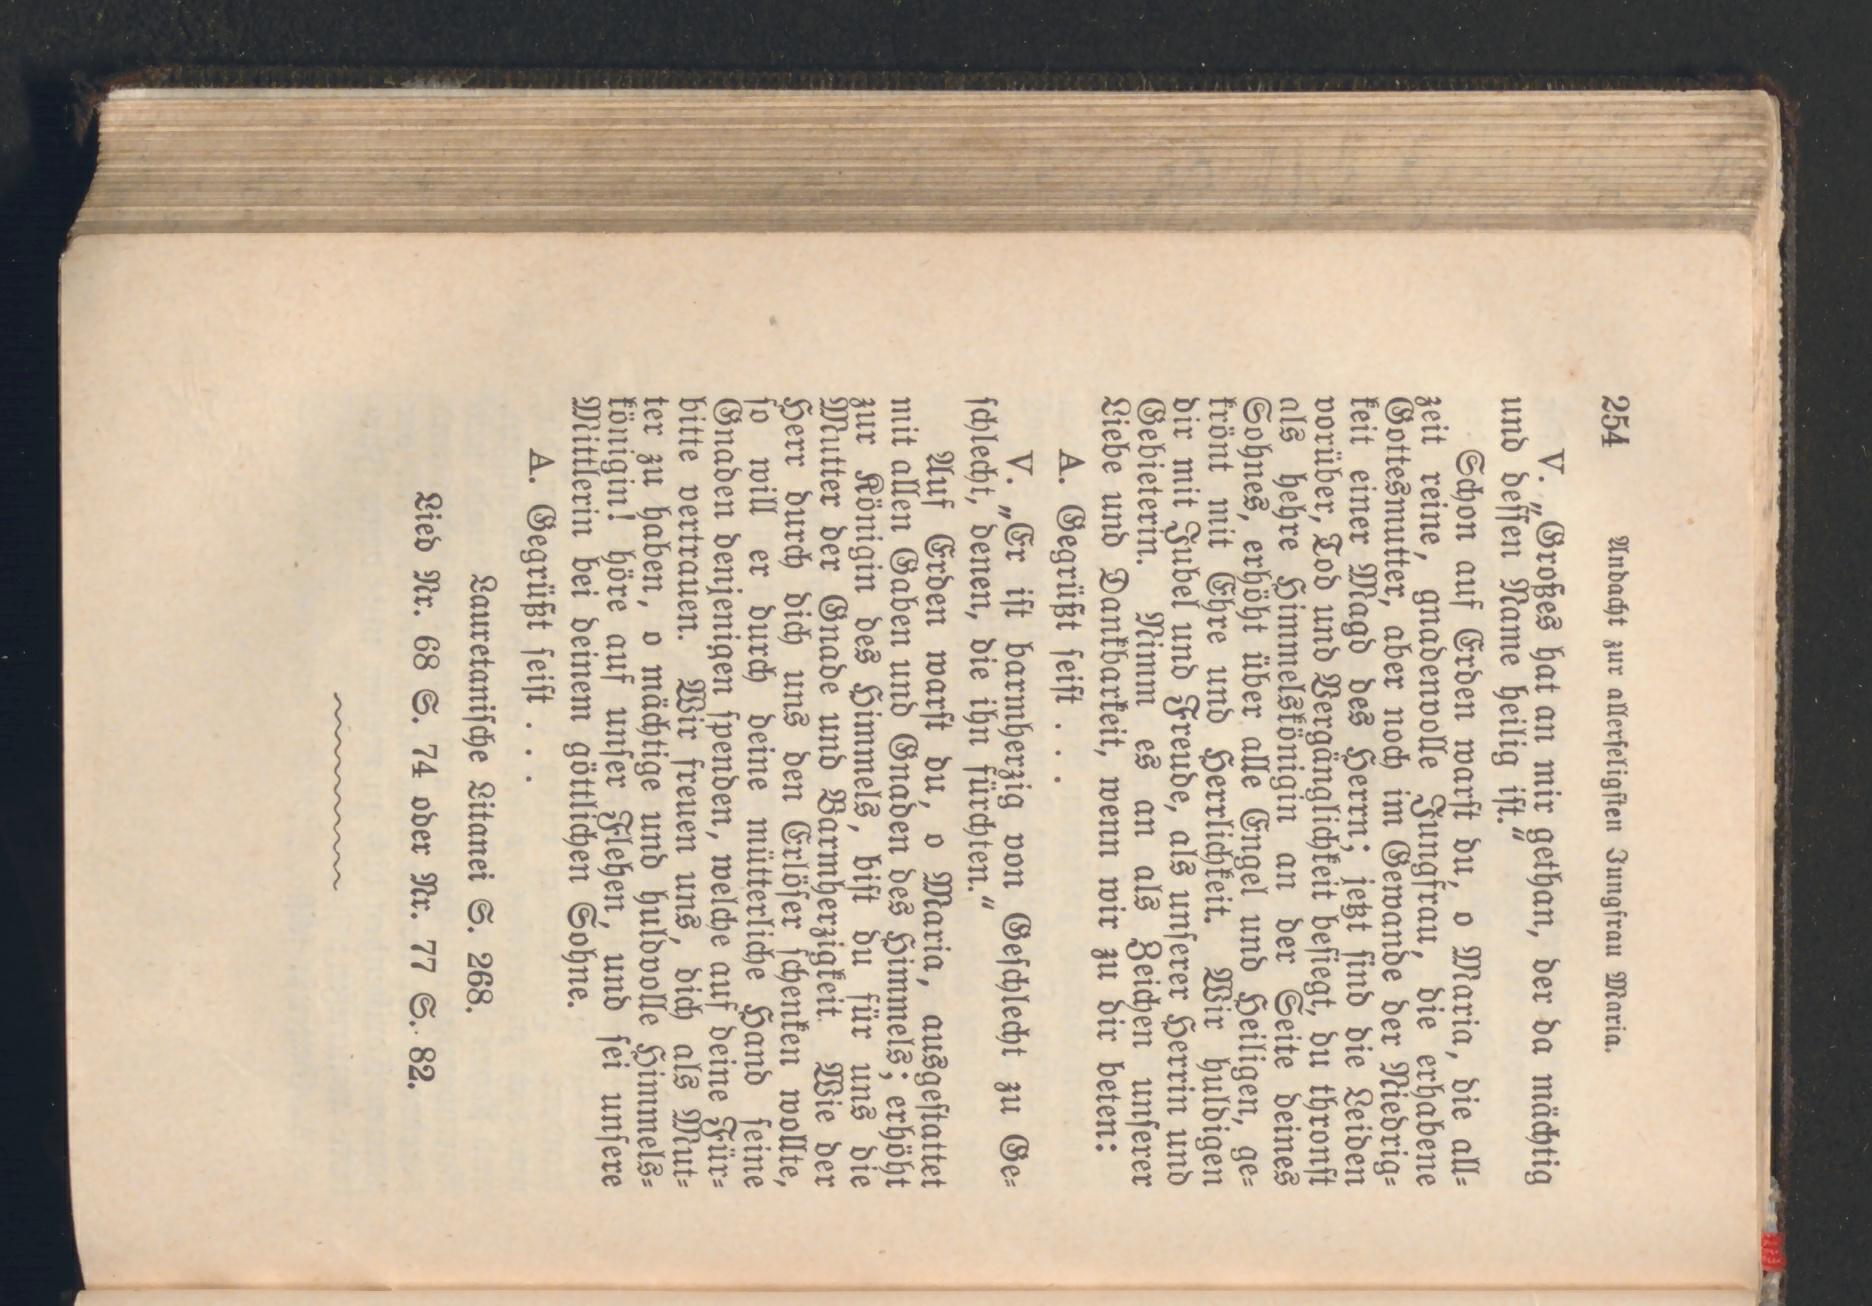 254 Andacht zur allerseligsten Jungfrau Maria.
V. „Großes hat an mir gethan, der da mächtig
und dessen Name heilig ist.“
Schon auf Erden warst du, o Maria, die all-
zeit reine, gnadenvolle Jungfrau, die erhabene
Gottesmutter, aber noch im Gewande der Niedrig-
keit einer Magd des Herrn; jetzt sind die Leiden
vorüber, Tod und Vergänglichkeit besiegt, du thronst
als hehre Himmelskönigin an der Seite deines
Sohnes, erhöht über alle Engel und Heiligen, ge-
krönt mit Ehre und Herrlichkeit. Wir huldigen
dir mit Jubel und Freude, als unserer Herrin und
Gebieterin. Nimm es an als Zeichen unserer
Liebe und Dankbarkeit, wenn wir zu dir beten:
A. Gegrüßt seist . . .
V. „Er ist barmherzig von Geschlecht zu Ge-
schlecht, denen, die ihn fürchten.“
Auf Erden warst du, o Maria, ausgestattet
mit allen Gaben und Gnaden des Himmels; erhöht
zur Königin des Himmels, bist du für uns die
Mutter der Gnade und Barmherzigkeit. Wie der
Herr durch dich uns den Erlöser schenken wollte,
so will er durch deine mütterliche Hand seine
Gnaden denjenigen spenden, welche auf deine Für-
bitte vertrauen. Wir freuen uns, dich als Mut-
ter zu haben, o mächtige und huldvolle Himmels-
königin! höre auf unser Flehen, und sei unsere
Mittlerin bei deinem göttlichen Sohne.
A. Gegrüßt seist . . .
Lauretanische Litanei S. 268.
Lied Nr. 68 S. 74 oder Nr. 77 S. 82.